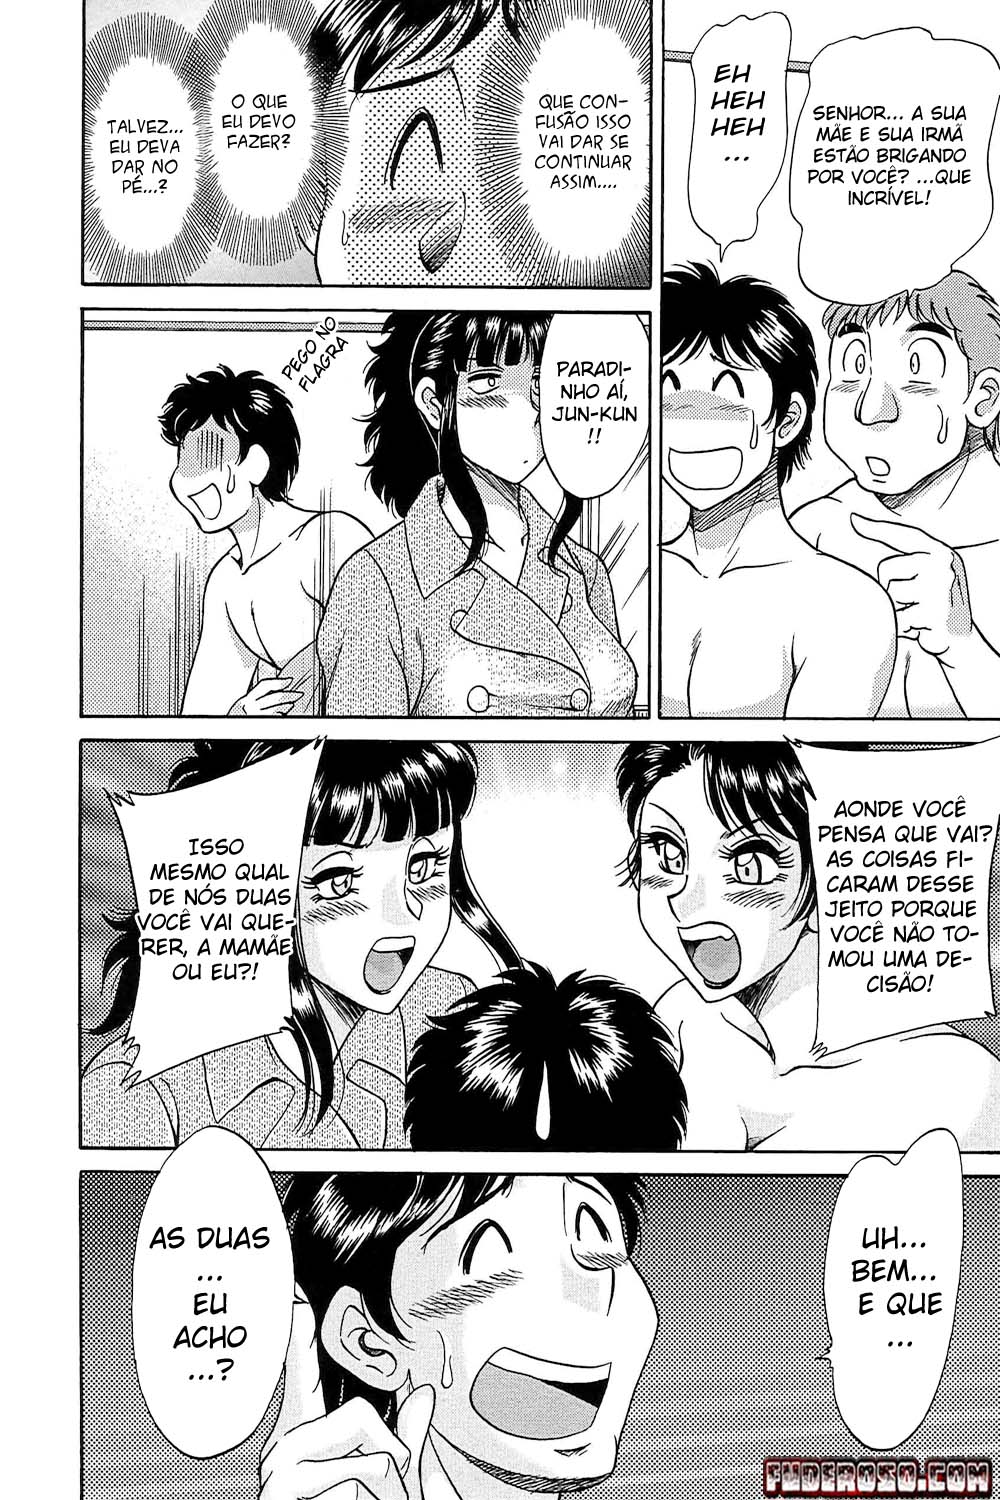 SENHOR... A SUA
MÃE E SUA IRMÃ
ESTÃO BRIGANDO
POR VOCÊ? ...QUE
INCRÍVEL!
EH
HEH
HEH
...
QUE CON-
FUSÃO ISSO
VAI DAR SE
CONTINUAR
ASSIM....
O QUE
EU DEVO
FAZER?
TALVEZ...
EU DEVA
DAR NO
PÉ...?
PARADI-
NHO AÍ,
JUN-KUN
!!
PEGO NO
FLAGRA
AONDE VOCÊ
PENSA QUE VAI?
AS COISAS FI-
CARAM DESSE
JEITO PORQUE
VOCÊ NÃO TO-
MOU UMA DE-
CISÃO!
ISSO
MESMO QUAL
DE NÓS DUAS
VOCÊ VAI QUE-
RER, A MAMÃE
OU EU?!
UH...
BEM...
E QUE
...
AS DUAS
...
EU
ACHO
...?
FUDEROSO.COM